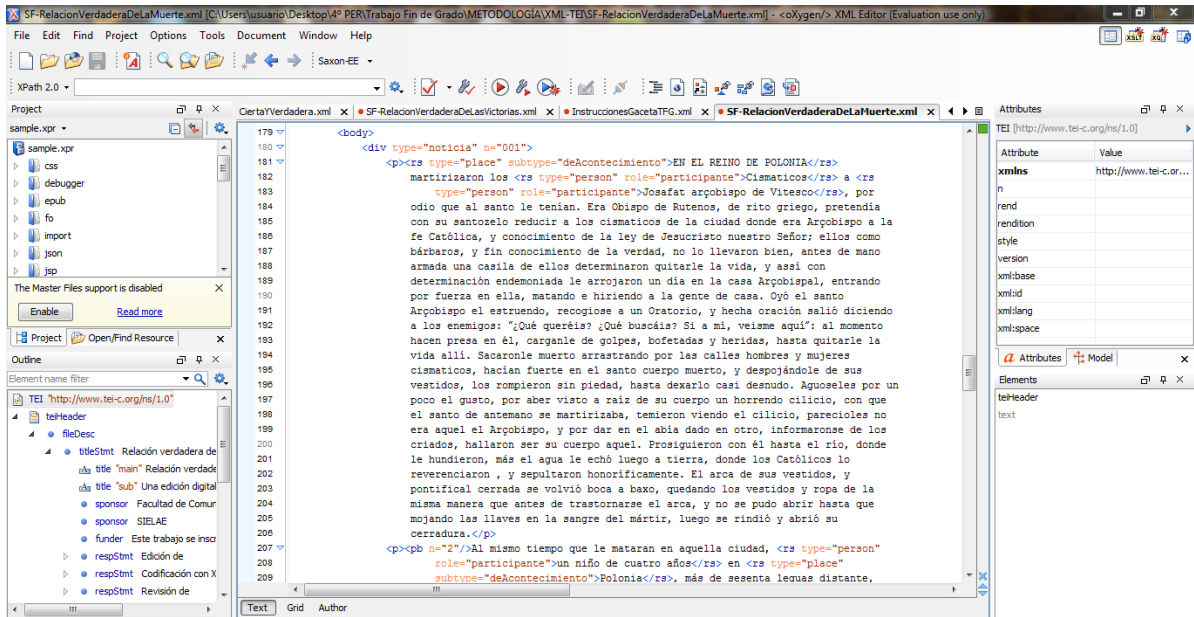 SF-RelacionVerdaderaDeLaMuerte.xml [C:\Users\usuario\Desktop\4º PER\Trabajo Fin de Grado\METODOLOGÍA\XML-TEI\SF-RelacionVerdaderaDeLaMuerte.xml] - <oXygen/> XML Editor (Evaluation use only)
File Edit Find Project Options Tools Document Window Help
Saxon-EE
XPath 2.0
Project
sample.xpr
sample.xpr
css
debugger
epub
fo
import
json
jsp
The Master Files support is disabled
Enable Read more
Project Open/Find Resource
Outline
Element name filter
TEI "http://www.tei-c.org/ns/1.0"
teiHeader
fileDesc
titleStmt Relación verdadera de
title "main" Relación verdade
title "sub" Una edición digital
sponsor Facultad de Comun
sponsor SIELAE
funder Este trabajo se inscr
respStmt Edición de
respStmt Codificación con X
respStmt Revisión de
CiertaYVerdadera.xml SF-RelacionVerdaderaDeLasVictorias.xml InstruccionesGacetaTFG.xml SF-RelacionVerdaderaDeLaMuerte.xml
179 <body>
180 <div type="noticia" n="001">
181 <p><rs type="place" subtype="deAcontecimiento">EN EL REINO DE POLONIA</rs>
182 martirizaron los <rs type="person" role="participante">Cismaticos</rs> a <rs
183 type="person" role="participante">Josafat arçobispo de Vitesco</rs>, por
184 odio que al santo le tenían. Era Obispo de Rutenos, de rito griego, pretendía
185 con su santozelo reducir a los cismaticos de la ciudad donde era Arçobispo a la
186 fe Católica, y conocimiento de la ley de Jesucristo nuestro Señor; ellos como
187 bárbaros, y fin conocimiento de la verdad, no lo llevaron bien, antes de mano
188 armada una casila de ellos determinaron quitarle la vida, y assí con
189 determinación endemoniada le arrojaron un día en la casa Arçobispal, entrando
190 por fuerza en ella, matando e hiriendo a la gente de casa. Oyó el santo
191 Arçobispo el estruendo, recogiose a un Oratorio, y hecha oración salió diciendo
192 a los enemigos: "¿Qué queréis? ¿Qué buscáis? Si a mí, veisme aquí": al momento
193 hacen presa en él, carganle de golpes, bofetadas y heridas, hasta quitarle la
194 vida allí. Sacaronle muerto arrastrando por las calles hombres y mujeres
195 cismaticos, hacían fuerte en el santo cuerpo muerto, y despojándole de sus
196 vestidos, los rompieron sin piedad, hasta dexarlo casi desnudo. Aguoseles por un
197 poco el gusto, por aber visto a raíz de su cuerpo un horrendo cilicio, con que
198 el santo de antemano se martirizaba, temieron viendo el cilicio, parecioles no
199 era aquel el Arçobispo, y por dar en el abía dado en otro, informaronse de los
200 criados, hallaron ser su cuerpo aquel. Prosiguieron con él hasta el río, donde
201 le hundieron, más el agua le echó luego a tierra, donde los Católicos lo
202 reverenciaron , y sepultaron honoríficamente. El arca de sus vestidos, y
203 pontifical cerrada se volvió boca a baxo, quedando los vestidos y ropa de la
204 misma manera que antes de trastornarse el arca, y no se pudo abrir hasta que
205 mojando las llaves en la sangre del mártir, luego se rindió y abrió su
206 cerradura.</p>
207 <p><pb n="2"/>Al mismo tiempo que le mataran en aquella ciudad, <rs type="person"
208 role="participante">un niño de cuatro años</rs> en <rs type="place"
209 subtype="deAcontecimiento">Polonia</rs>, más de sesenta leguas distante,
Text Grid Author
Attributes
TEI [http://www.tei-c.org/ns/1.0]
Attribute Value
xmlns http://www.tei-c.or...
n
rend
rendition
style
version
xml:base
xml:id
xml:lang
xml:space
Attributes Model
Elements
teiHeader
text